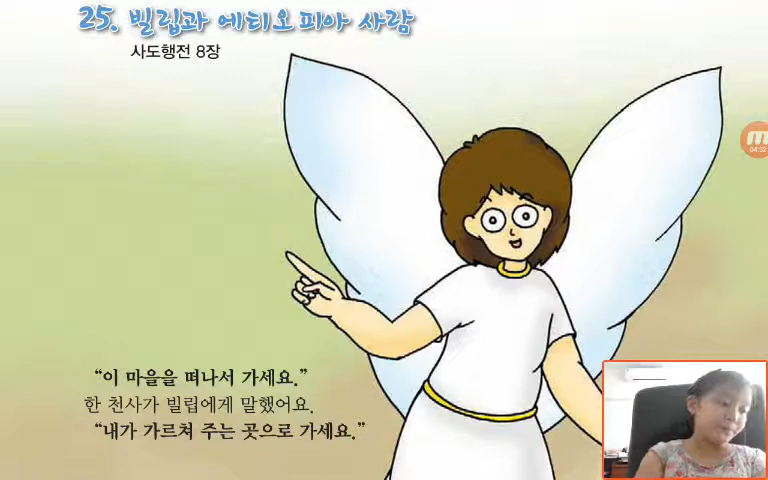 25. 빌립과 에티오피아 사람
사도행전 8장
“이 마을을 떠나서 가세요.”
한 천사가 빌립에게 말했어요.
“내가 가르쳐 주는 곳으로 가세요.”
04:52